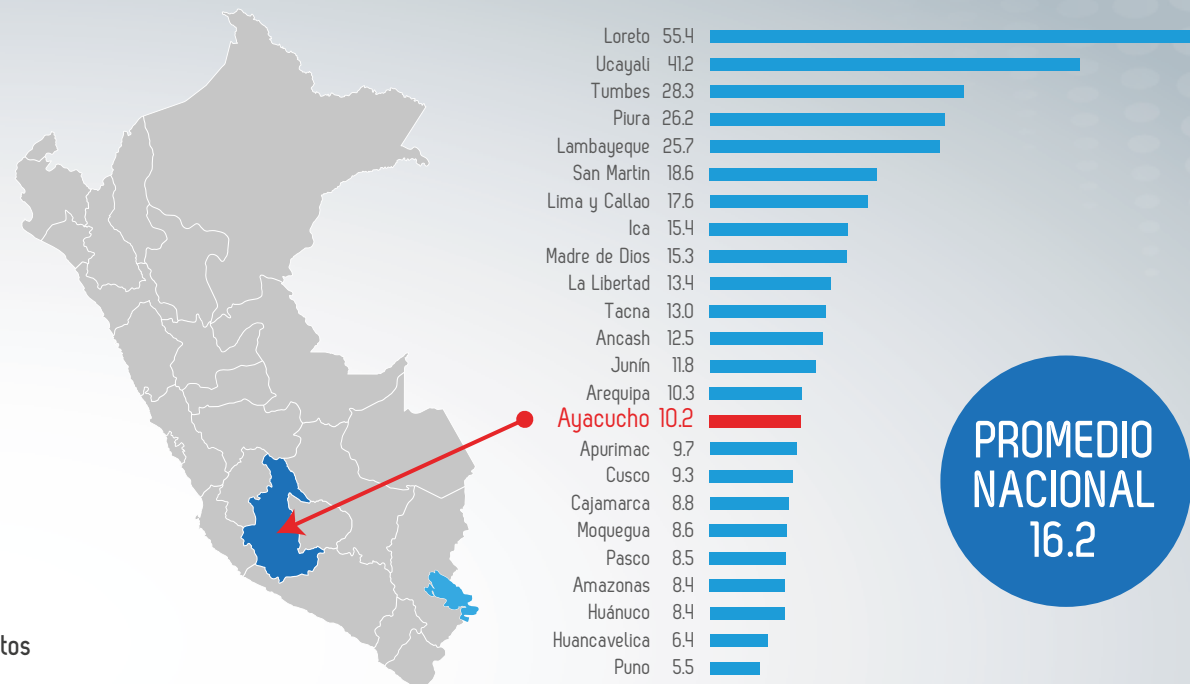 Loreto 55.4
Ucayali 41.2
Tumbes 28.3
Piura 26.2
Lambayeque 25.7
San Martin 18.6
Lima y Callao 17.6
Ica 15.4
Madre de Dios 15.3
La Libertad 13.4
Tacna 13.0
Ancash 12.5
Junín 11.8
Arequipa 10.3
Ayacucho 10.2
Apurimac 9.7
Cusco 9.3
Cajamarca 8.8
Moquegua 8.6
Pasco 8.5
Amazonas 8.4
Huánuco 8.4
Huancavelica 6.4
Puno 5.5
PROMEDIO
NACIONAL
16.2
tos